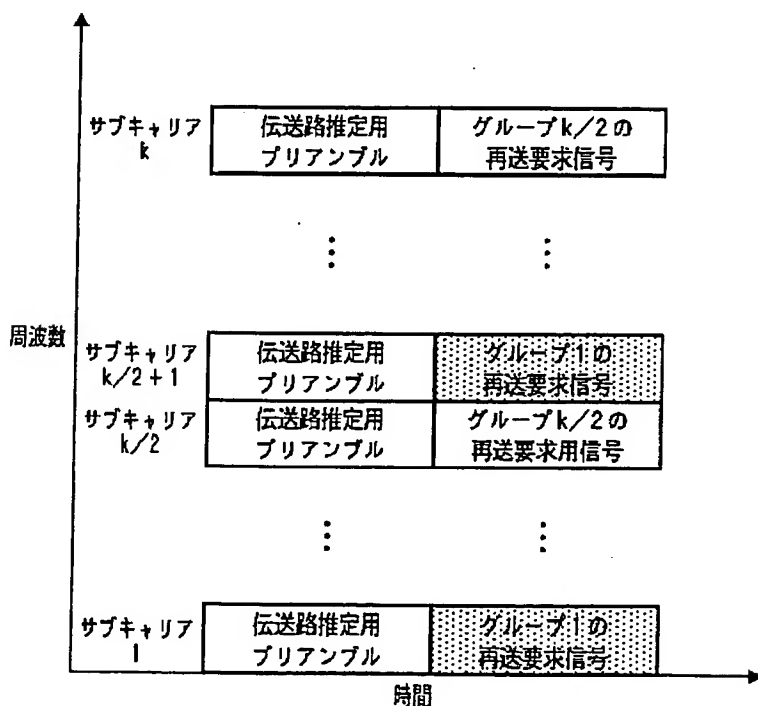 サブキャリア
k
伝送路推定用
プリアンブル
グループk/2の
再送要求信号
周波数
サブキャリア
k/2+1
伝送路推定用
プリアンブル
グループ1の
再送要求信号
サブキャリア
k/2
伝送路推定用
プリアンブル
グループk/2の
再送要求用信号
サブキャリア
1
伝送路推定用
プリアンブル
グループ1の
再送要求信号
時間